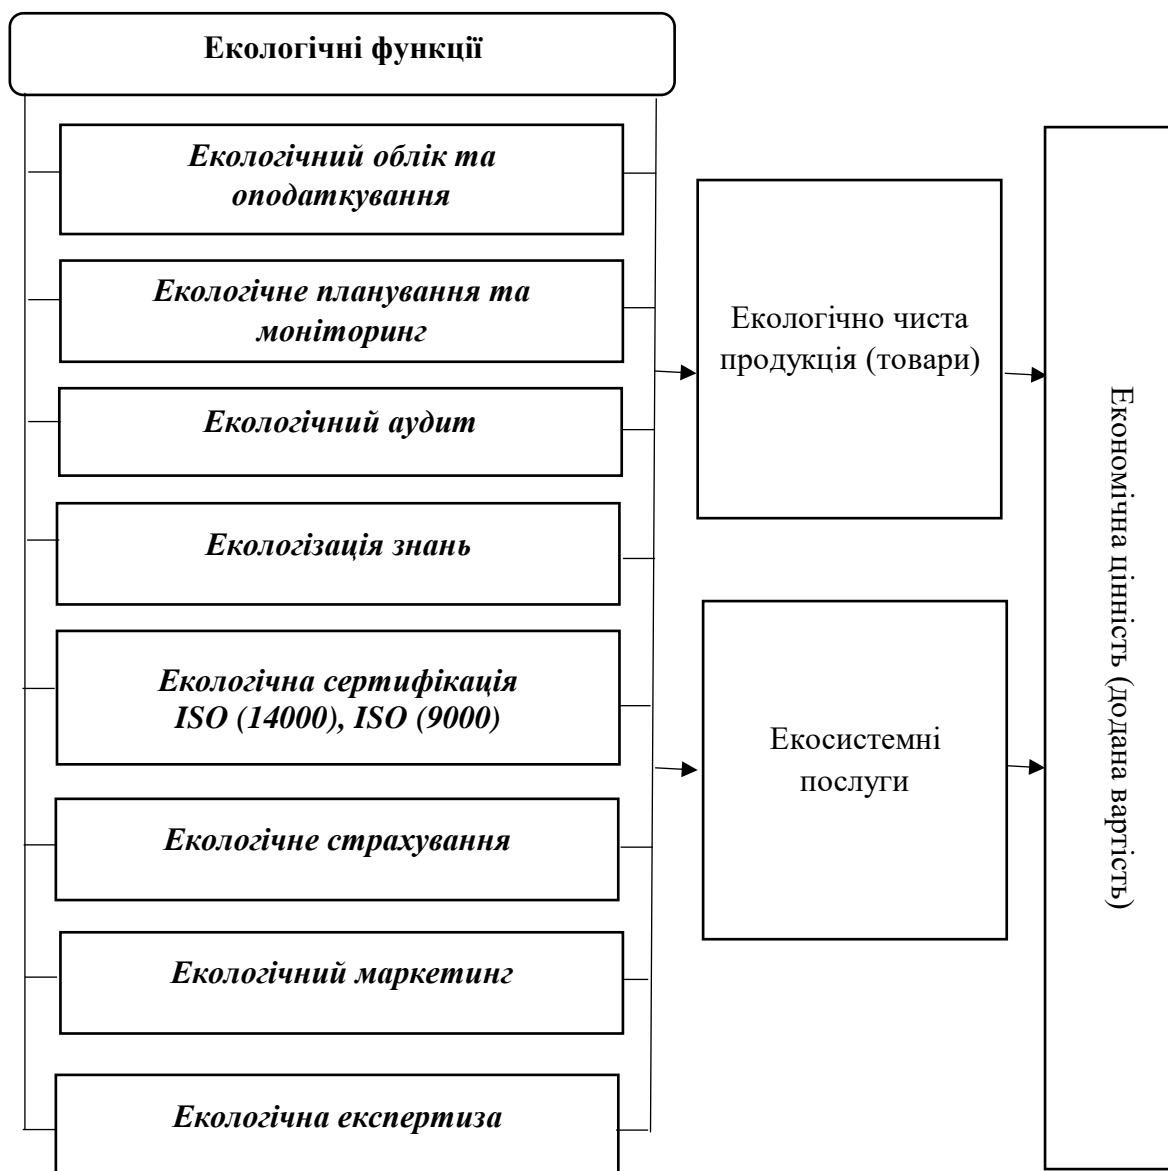 Екологічні функції
Екологічний облік та
оподаткування
Екологічне планування та
моніторинг
Екологічний аудит
Екологізація знань
Екологічна сертифікація
ISO (14000), ISO (9000)
Екологічне страхування
Екологічний маркетинг
Екологічна експертиза
Екологічно чиста
продукція (товари)
Екосистемні
послуги
Економічна цінність (додана вартість)